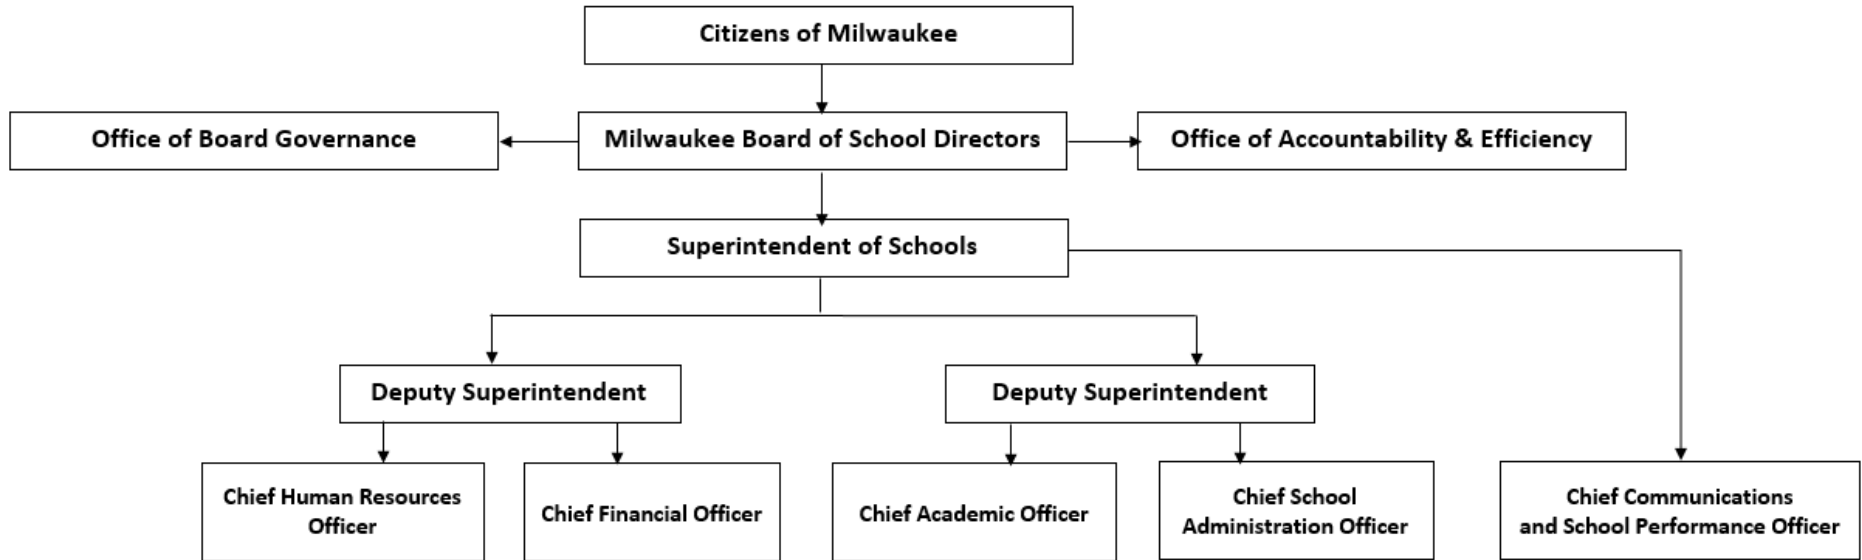 Citizens of Milwaukee
Office of Board Governance
Milwaukee Board of School Directors
Office of Accountability & Efficiency
Superintendent of Schools
Deputy Superintendent
Deputy Superintendent
Chief Human Resources
Officer
Chief Financial Officer
Chief Academic Officer
Chief School
Administration Officer
Chief Communications
and School Performance Officer